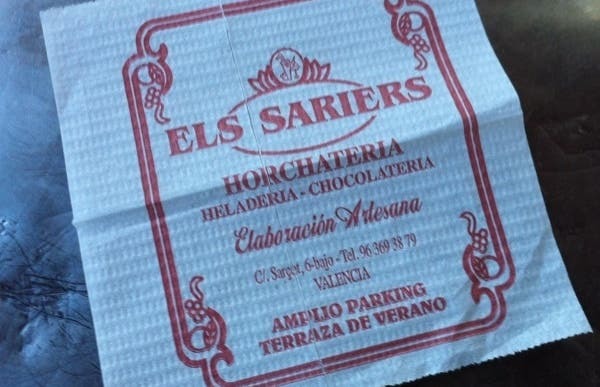 ELS SARIERS
HORCHATERIA
HELADERIA - CHOCOLATERIA
Elaboración Artesana
C/. Sarget, 6-bajo - Tel. 96 369 38 79
VALENCIA
AMPLIO PARKING
TERRAZA DE VERANO